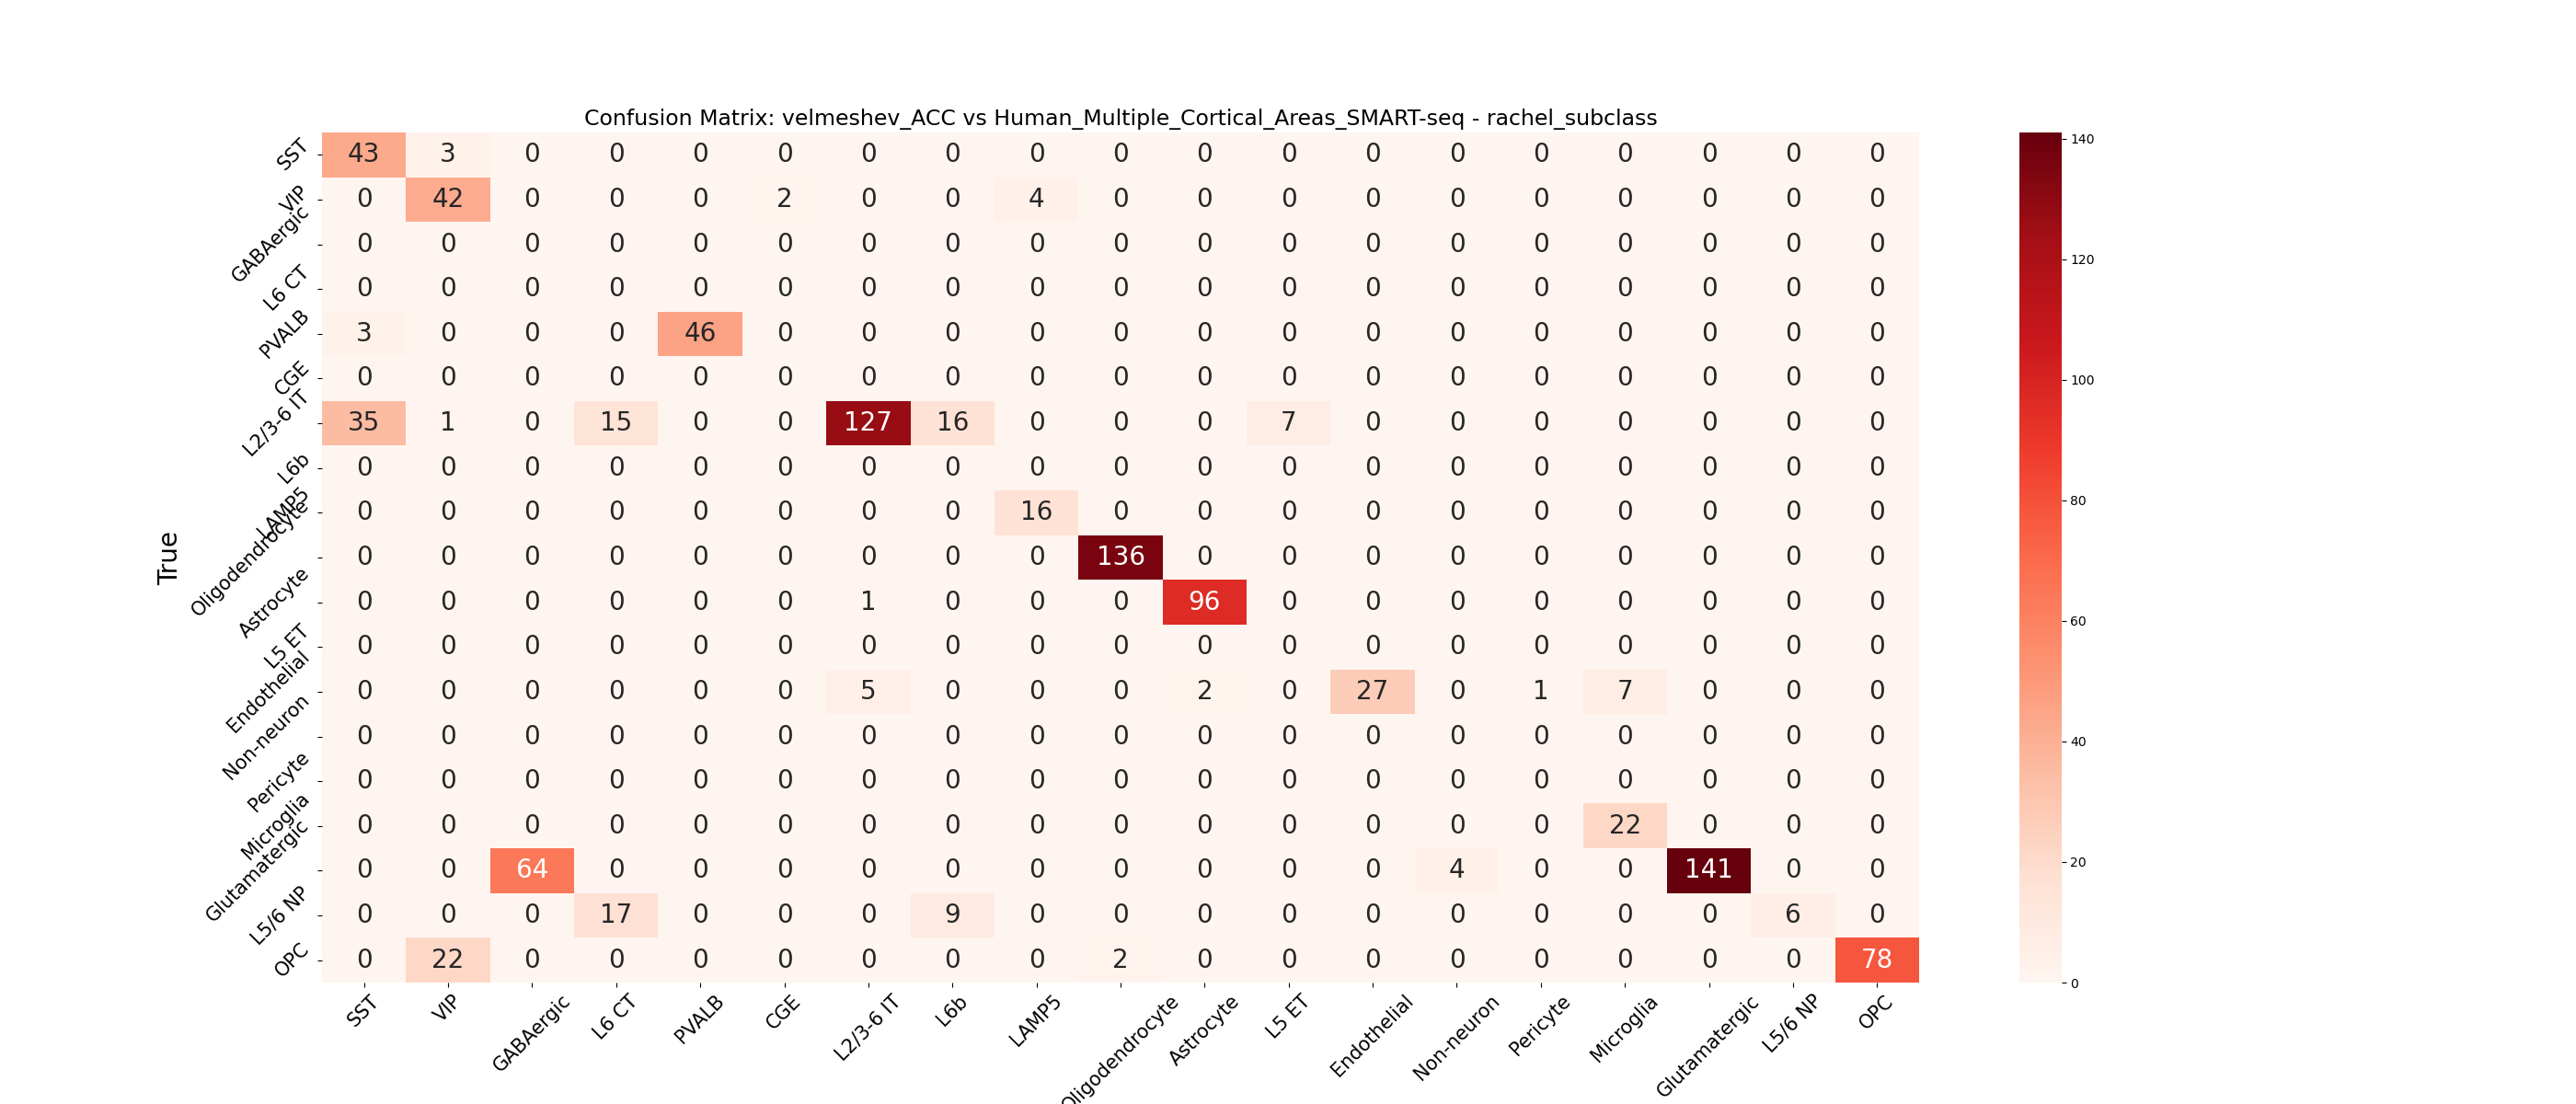 Confusion Matrix: velmeshev_ACC vs Human_Multiple_Cortical_Areas_SMART-seq - rachel_subclass
True
SST 43 3 0 0 0 0 0 0 0 0 0 0 0 0 0 0 0 0 0
VIP 0 42 0 0 0 2 0 0 4 0 0 0 0 0 0 0 0 0 0
GABAergic 0 0 0 0 0 0 0 0 0 0 0 0 0 0 0 0 0 0 0
L6 CT 0 0 0 0 0 0 0 0 0 0 0 0 0 0 0 0 0 0 0
PVALB 3 0 0 0 46 0 0 0 0 0 0 0 0 0 0 0 0 0 0
CGE 0 0 0 0 0 0 0 0 0 0 0 0 0 0 0 0 0 0 0
L2/3-6 IT 35 1 0 15 0 0 127 16 0 0 0 7 0 0 0 0 0 0 0
L6b 0 0 0 0 0 0 0 0 0 0 0 0 0 0 0 0 0 0 0
LAMP5 0 0 0 0 0 0 0 0 16 0 0 0 0 0 0 0 0 0 0
Oligodendrocyte 0 0 0 0 0 0 0 0 0 136 0 0 0 0 0 0 0 0 0
Astrocyte 0 0 0 0 0 0 1 0 0 0 96 0 0 0 0 0 0 0 0
L5 ET 0 0 0 0 0 0 0 0 0 0 0 0 0 0 0 0 0 0 0
Endothelial 0 0 0 0 0 0 5 0 0 0 2 0 27 0 1 7 0 0 0
Non-neuron 0 0 0 0 0 0 0 0 0 0 0 0 0 0 0 0 0 0 0
Pericyte 0 0 0 0 0 0 0 0 0 0 0 0 0 0 0 0 0 0 0
Microglia 0 0 0 0 0 0 0 0 0 0 0 0 0 0 0 22 0 0 0
Glutamatergic 0 0 64 0 0 0 0 0 0 0 0 0 0 4 0 0 141 0 0
L5/6 NP 0 0 0 17 0 0 0 9 0 0 0 0 0 0 0 0 0 6 0
OPC 0 22 0 0 0 0 0 0 0 2 0 0 0 0 0 0 0 0 78
SST VIP GABAergic L6 CT PVALB CGE L2/3-6 IT L6b LAMP5 Oligodendrocyte Astrocyte L5 ET Endothelial Non-neuron Pericyte Microglia Glutamatergic L5/6 NP OPC
140
120
100
80
60
40
20
0